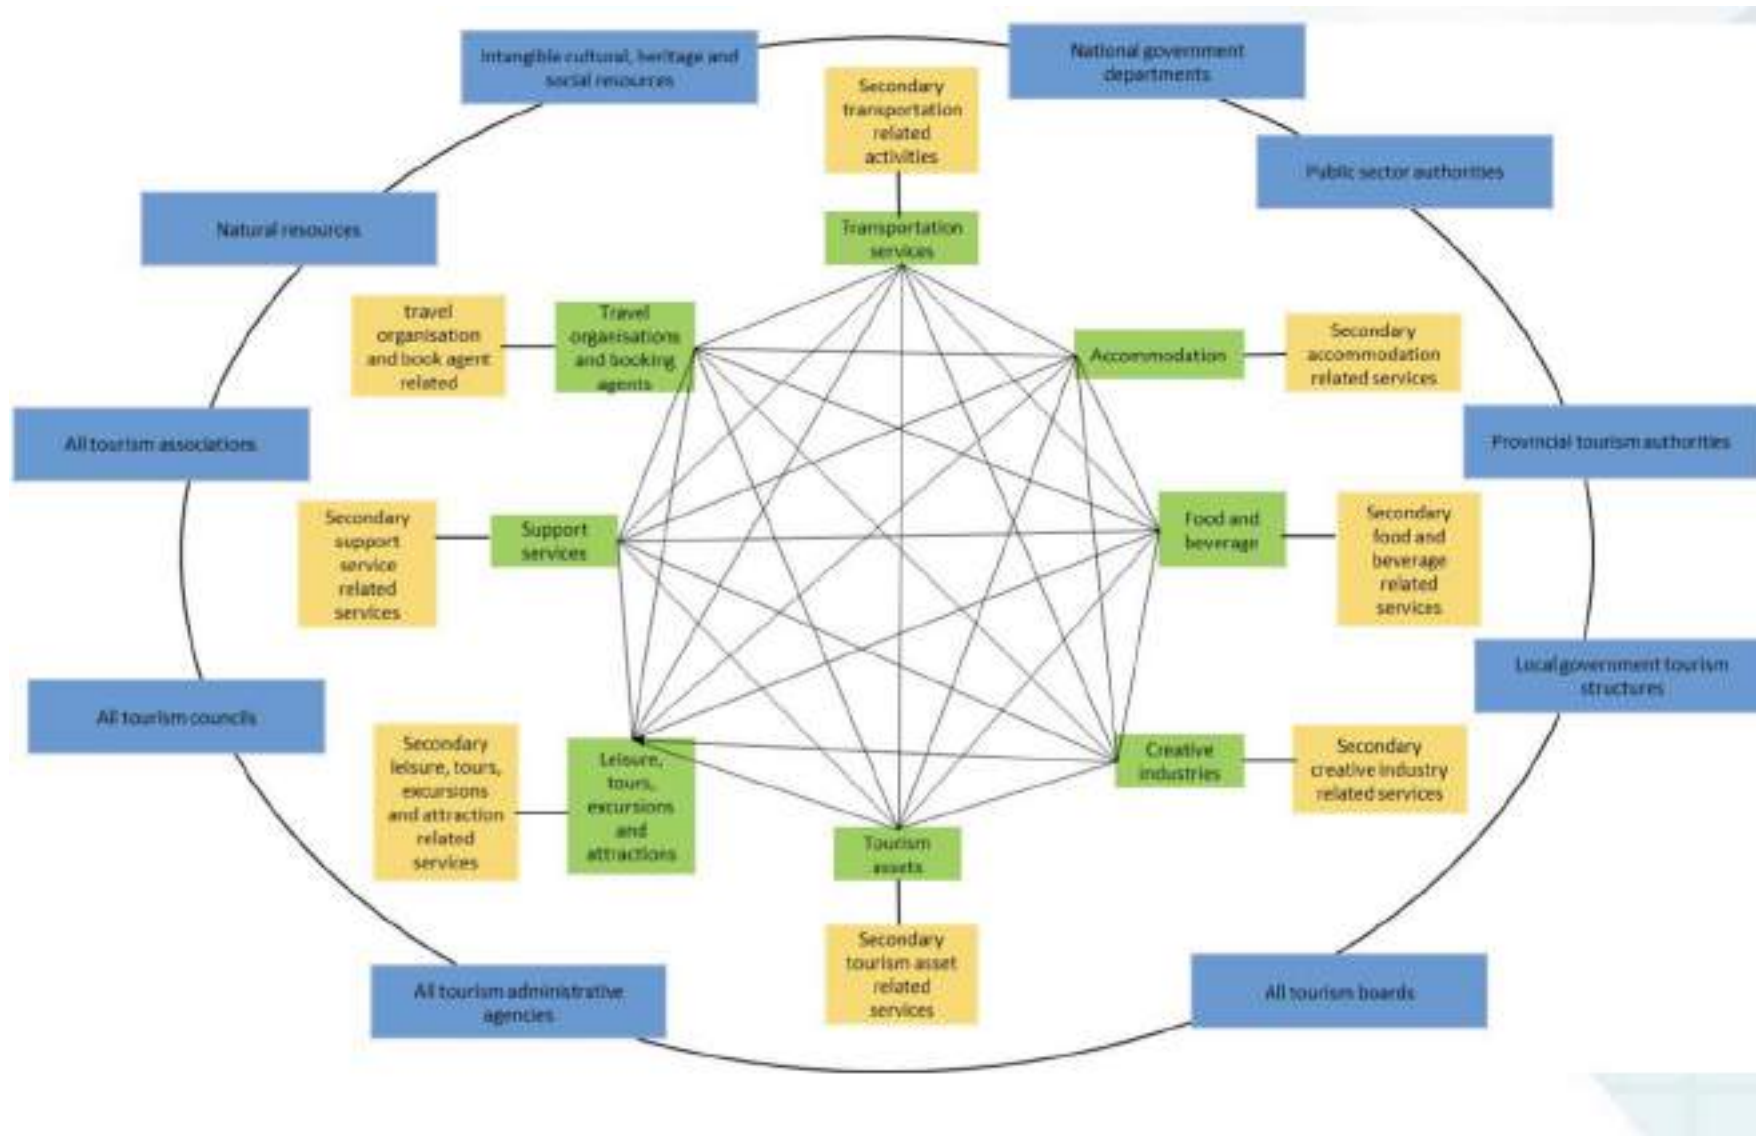 Intangible cultural, heritage and
social resources
National government
departments
Secondary
transportation
related
activities
Public sector authorities
Natural resources
Transportation
services
travel
organisation
and book agent
related
Travel
organisations
and booking
agents
Accommodation
Secondary
accommodation
related services
All tourism associations
Provincial tourism authorities
Secondary
support
service
related
services
Support
services
Food and
beverage
Secondary
food and
beverage
related
services
Local government tourism
structures
All tourism councils
Secondary
leisure, tours,
excursions
and attraction
related
services
Leisure,
tours,
excursions
and
attractions
Creative
industries
Secondary
creative industry
related services
Tourism
assets
Secondary
tourism asset
related
services
All tourism administrative
agencies
All tourism boards